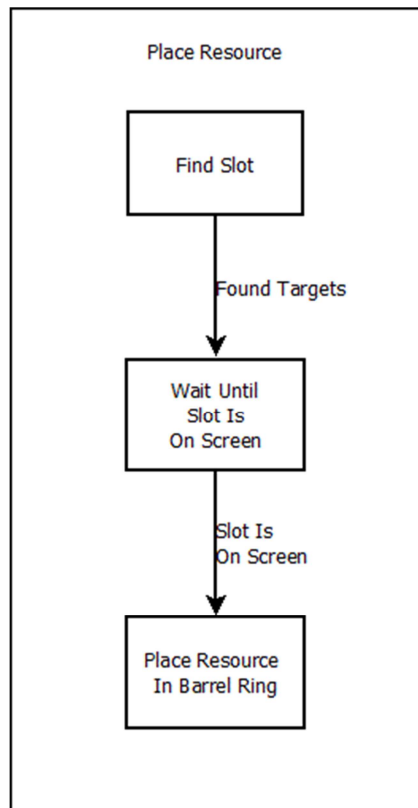 Place Resource
Find Slot
Found Targets
Wait Until
Slot Is
On Screen
Slot Is
On Screen
Place Resource
In Barrel Ring